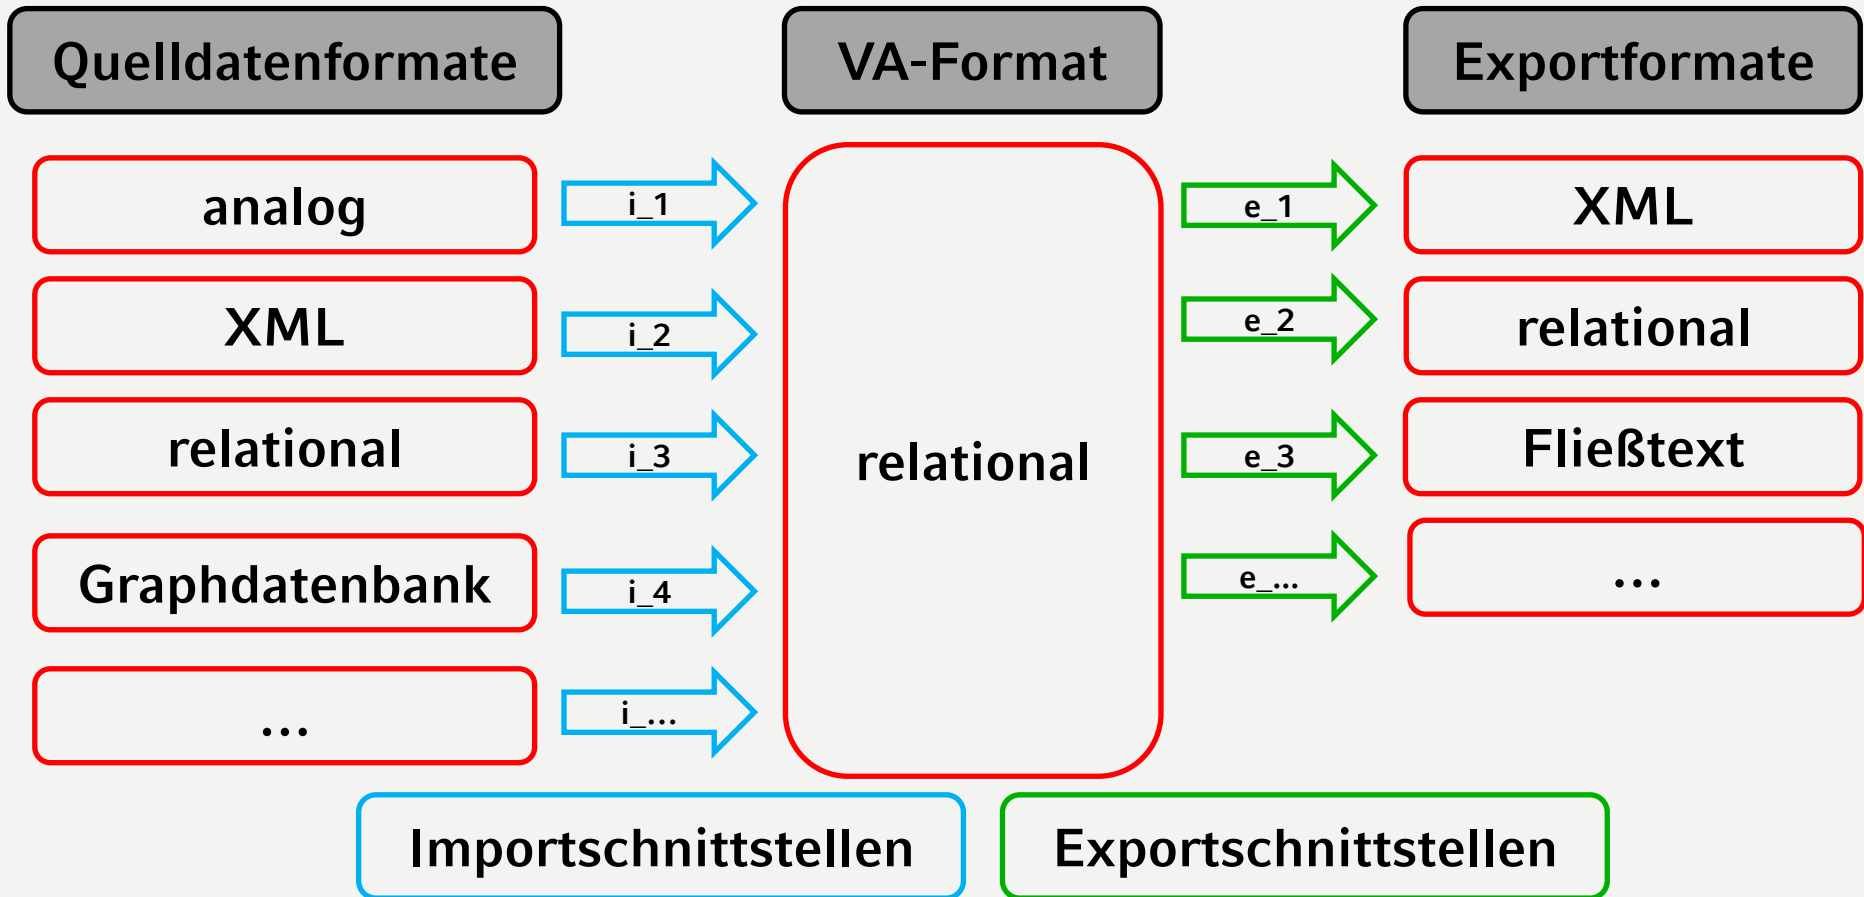 Quelldatenformate
VA-Format
Exportformate
analog
i_1
e_1
XML
XML
i_2
e_2
relational
relational
i_3
relational
e_3
Fließtext
Graphdatenbank
i_4
e_...
...
...
i_...
Importschnittstellen
Exportschnittstellen